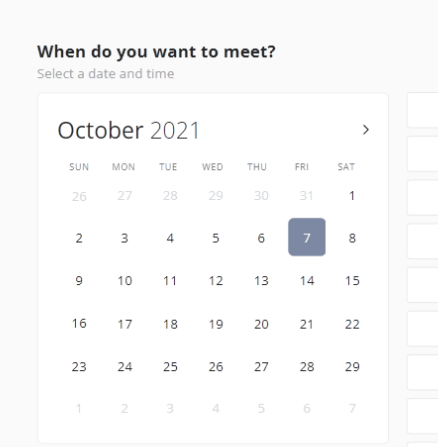 When do you want to meet?
Select a date and time
October 2021
SUN MON TUE WED THU FRI SAT
26 27 28 29 30 31 1
2 3 4 5 6 7 8
9 10 11 12 13 14 15
16 17 18 19 20 21 22
23 24 25 26 27 28 29
1 2 3 4 5 6 7